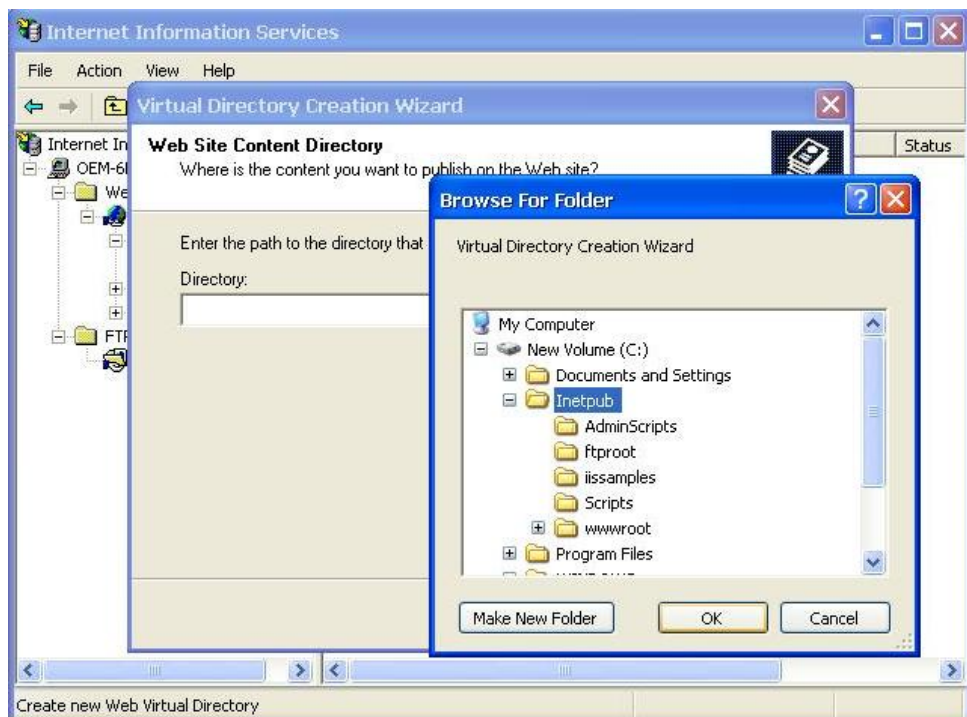 Internet Information Services
File Action View Help
Virtual Directory Creation Wizard
Web Site Content Directory
Where is the content you want to publish on the Web site?
Internet In
Status
OEM-6
We
Browse For Folder
Enter the path to the directory that
Virtual Directory Creation Wizard
Directory:
FTP
My Computer
New Volume (C:)
Documents and Settings
Inetpub
AdminScripts
ftproot
iissamples
Scripts
wwwroot
Program Files
Make New Folder OK Cancel
Create new Web Virtual Directory